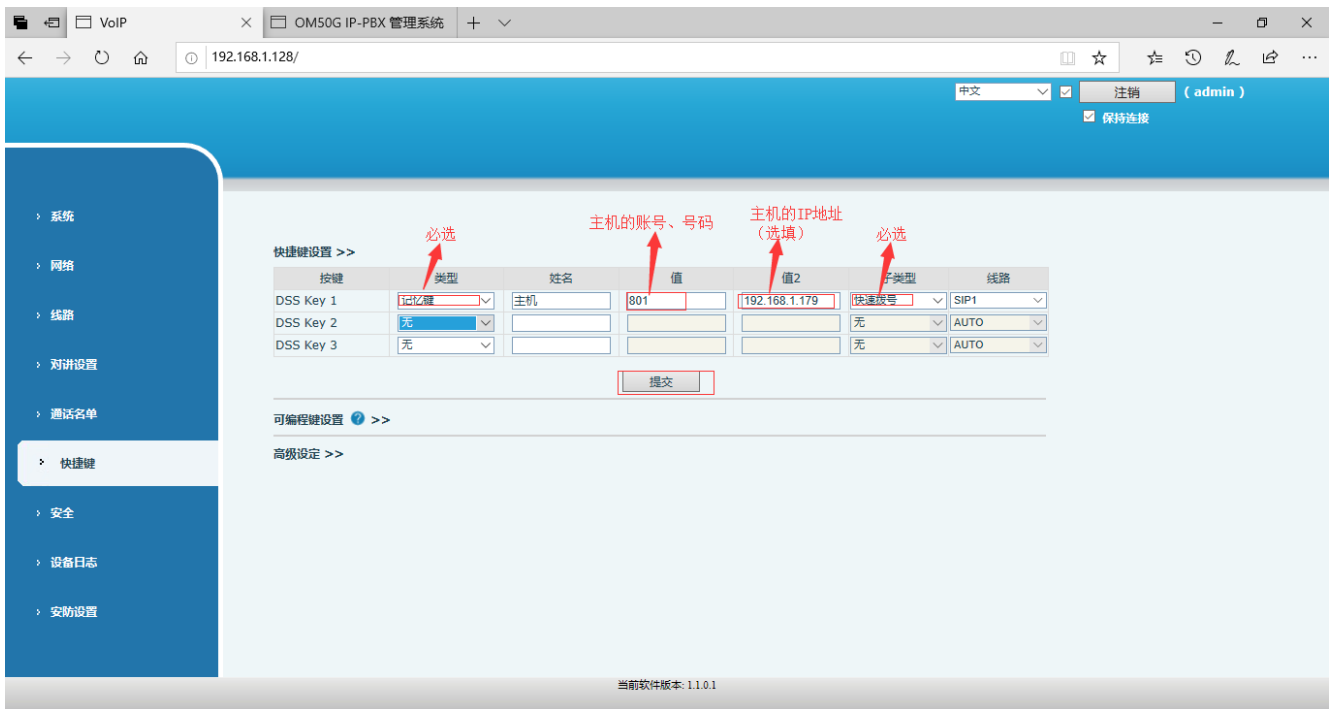 VoIP
OM50G IP-PBX 管理系统
192.168.1.128/
中文 注销 ( admin )
保持连接
系统
网络
线路
对讲设置
通话名单
快捷键
安全
设备日志
安防设置
必选
主机的账号、号码
主机的IP地址
（选填）
必选
快捷键设置 >>
按键 类型 姓名 值 值2 子类型 线路
DSS Key 1 记忆键 主机 801 192.168.1.179 快速拨号 SIP1
DSS Key 2 无 无 AUTO
DSS Key 3 无 无 AUTO
提交
可编程键设置 ? >>
高级设定 >>
当前软件版本: 1.1.0.1